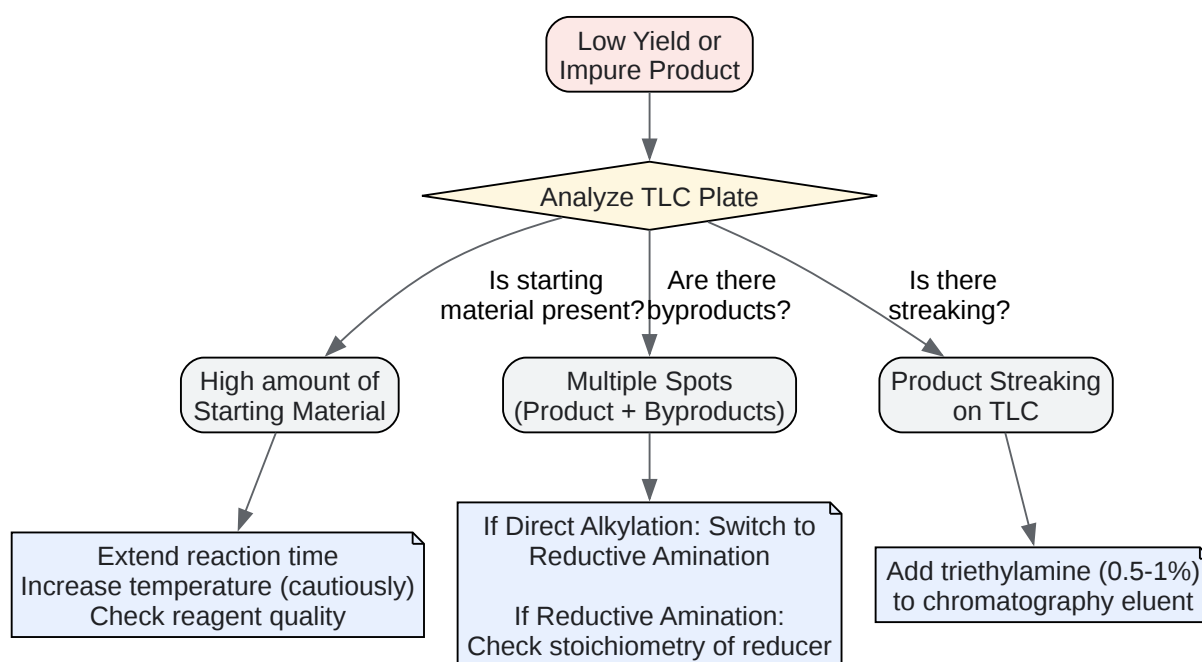 Low Yield or
Impure Product
Analyze TLC Plate
Is starting
material present?
Are there
byproducts?
Is there
streaking?
High amount of
Starting Material
Multiple Spots
(Product + Byproducts)
Product Streaking
on TLC
Extend reaction time
Increase temperature (cautiously)
Check reagent quality
If Direct Alkylation: Switch to
Reductive Amination
If Reductive Amination:
Check stoichiometry of reducer
Add triethylamine (0.5-1%)
to chromatography eluent